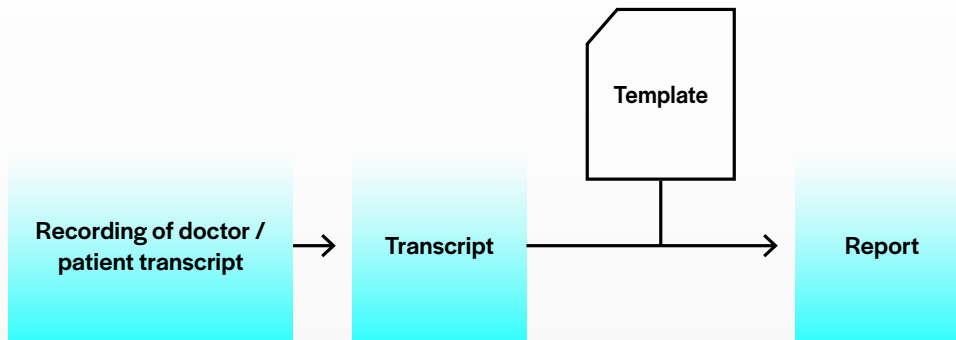 Template
Recording of doctor /
patient transcript
Transcript
Report